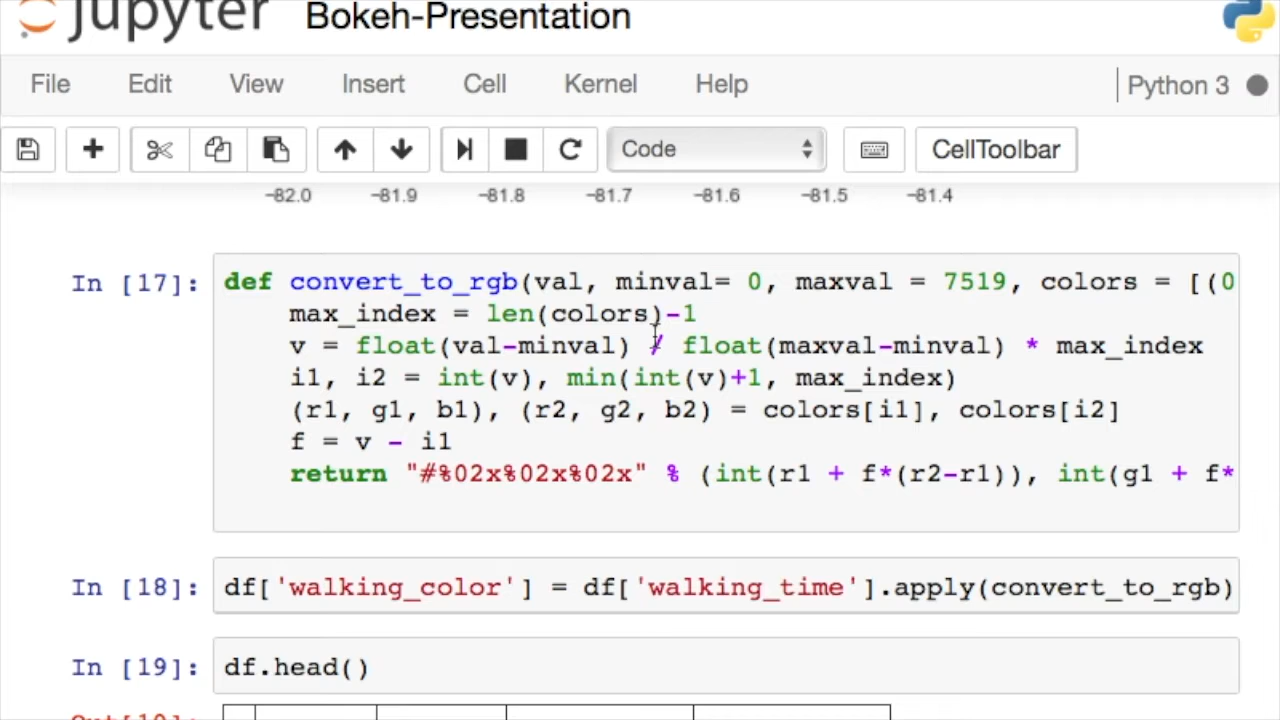 jupyter Bokeh-Presentation
File Edit View Insert Cell Kernel Help Python 3
Code CellToolbar
−82.0 −81.9 −81.8 −81.7 −81.6 −81.5 −81.4
In [17]: def convert_to_rgb(val, minval= 0, maxval = 7519, colors = [(0
max_index = len(colors)-1
v = float(val-minval) / float(maxval-minval) * max_index
i1, i2 = int(v), min(int(v)+1, max_index)
(r1, g1, b1), (r2, g2, b2) = colors[i1], colors[i2]
f = v - i1
return "#%02x%02x%02x" % (int(r1 + f*(r2-r1)), int(g1 + f*
In [18]: df['walking_color'] = df['walking_time'].apply(convert_to_rgb)
In [19]: df.head()
Out[19]: